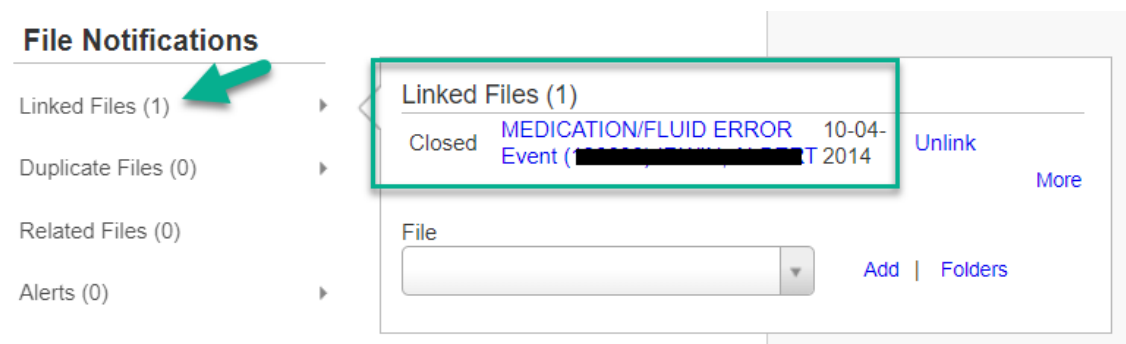 File Notifications
Linked Files (1)
Duplicate Files (0)
Related Files (0)
Alerts (0)
Linked Files (1)
Closed MEDICATION/FLUID ERROR 10-04-
Event ( T 2014
Unlink
More
File
Add | Folders